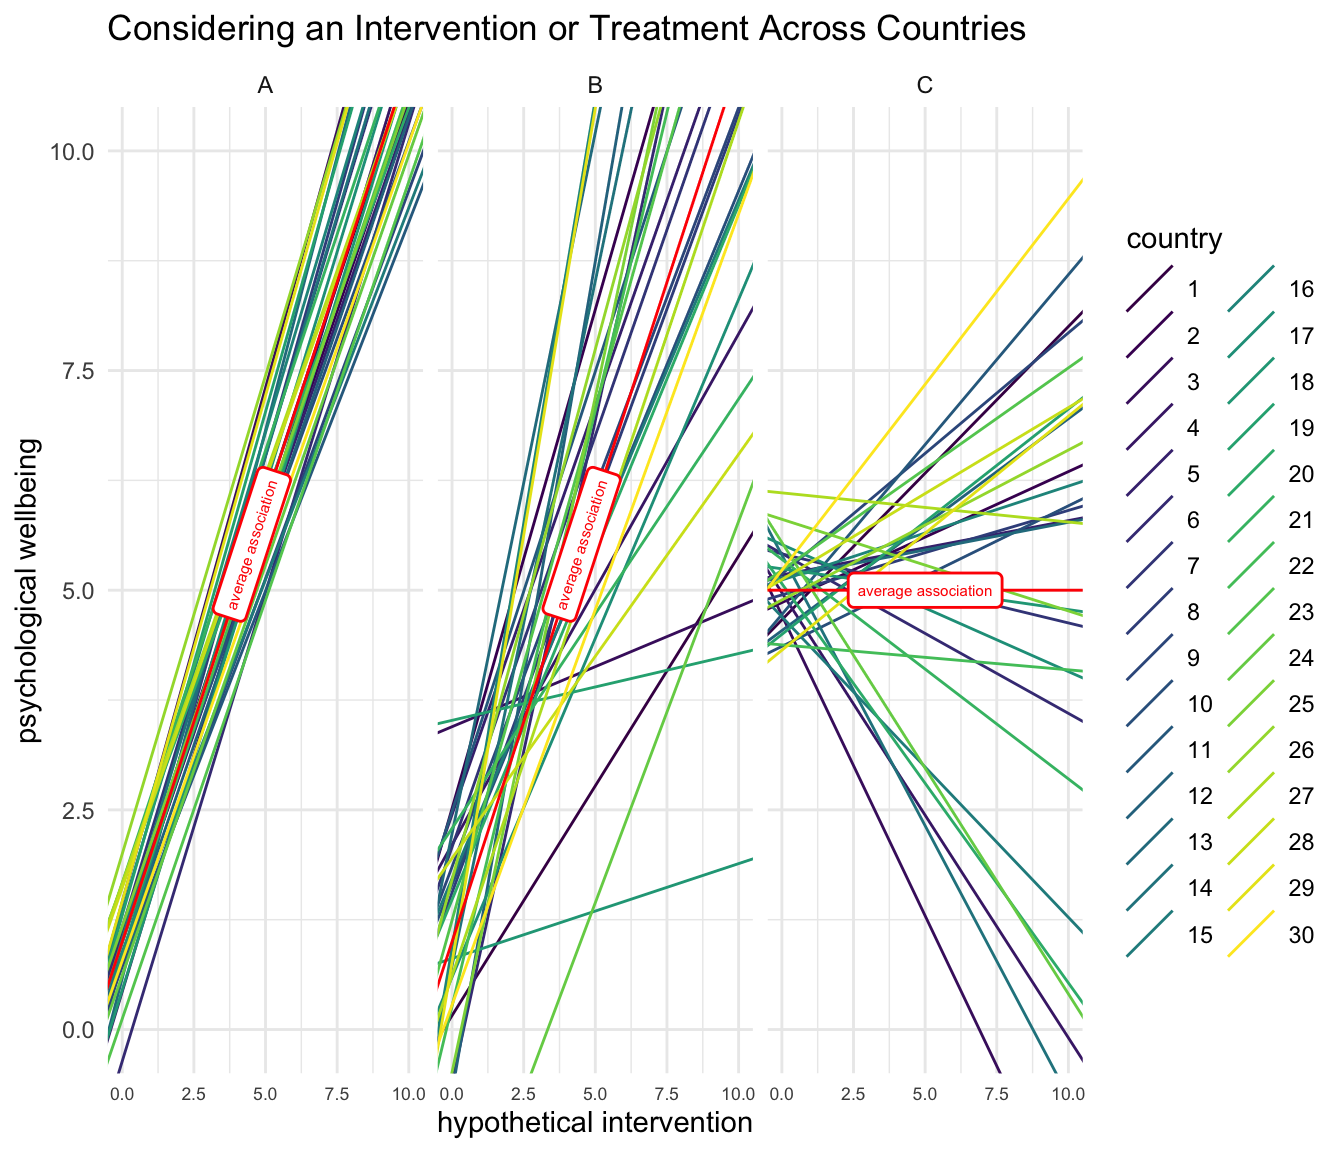 Considering an Intervention or Treatment Across Countries
A B C
10.0
7.5
5.0
2.5
0.0
psychological wellbeing
average association
average association
average association
0.0 2.5 5.0 7.5 10.0 0.0 2.5 5.0 7.5 10.0 0.0 2.5 5.0 7.5 10.0
hypothetical intervention
country
1 16
2 17
3 18
4 19
5 20
6 21
7 22
8 23
9 24
10 25
11 26
12 27
13 28
14 29
15 30